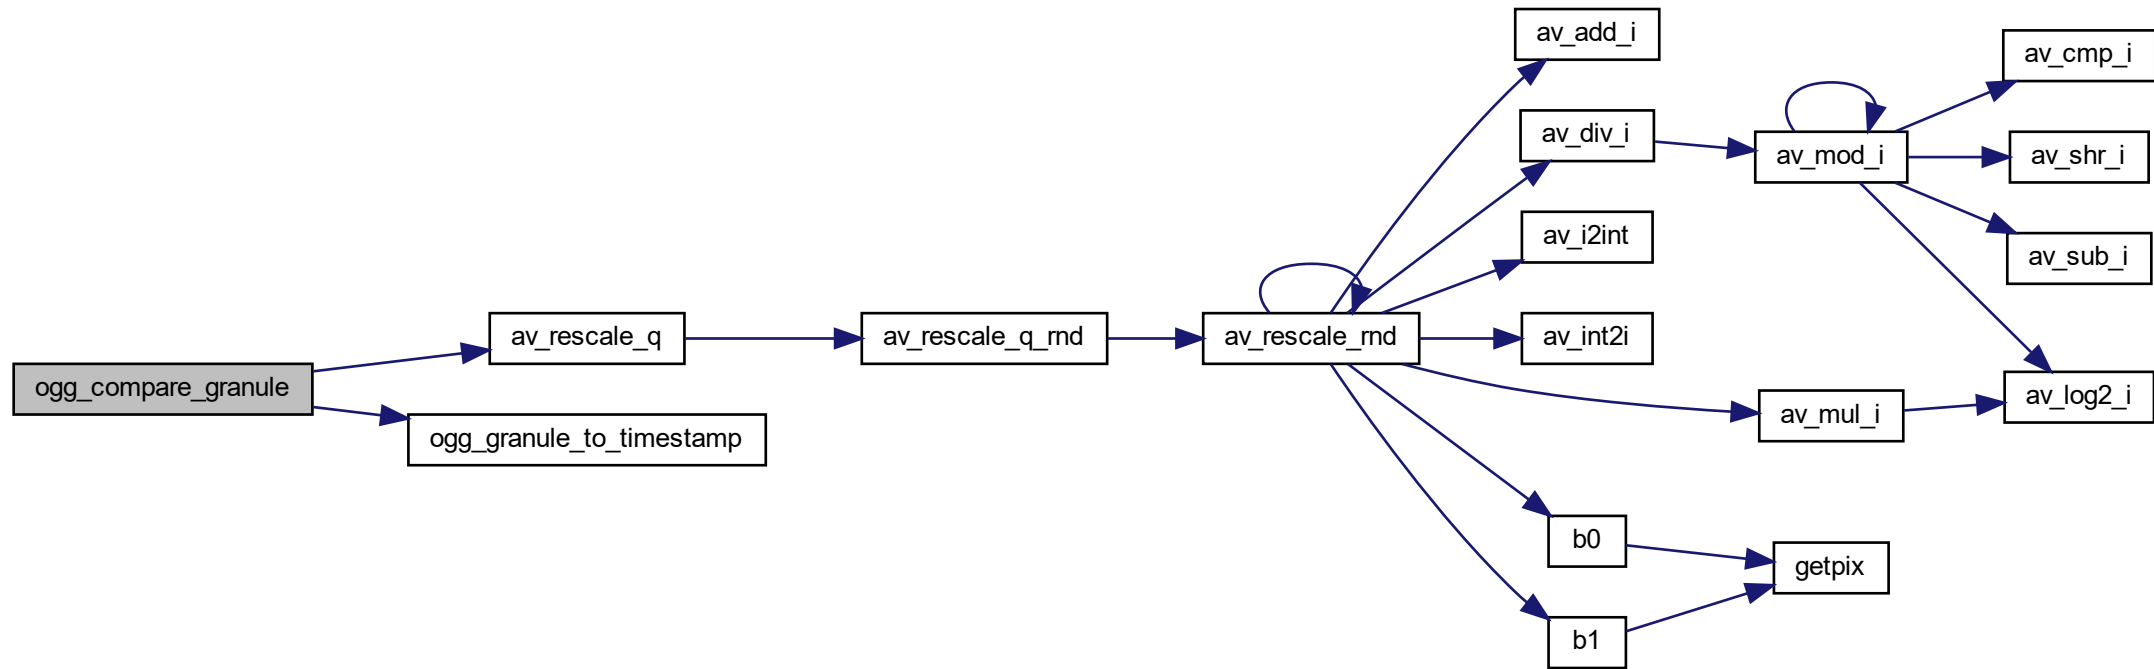 ogg_compare_granule
av_rescale_q
ogg_granule_to_timestamp
av_rescale_q_rnd
av_rescale_rnd
av_add_i
av_div_i
av_i2int
av_int2i
av_mul_i
b0
b1
av_mod_i
getpix
av_cmp_i
av_shr_i
av_sub_i
av_log2_i